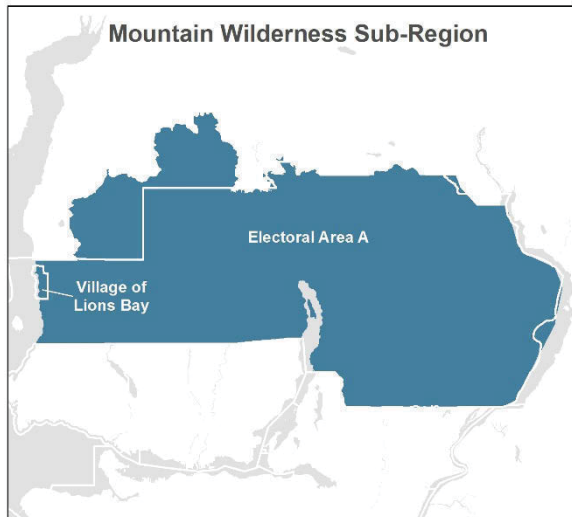 Mountain Wilderness Sub-Region
Electoral Area A
Village of
Lions Bay